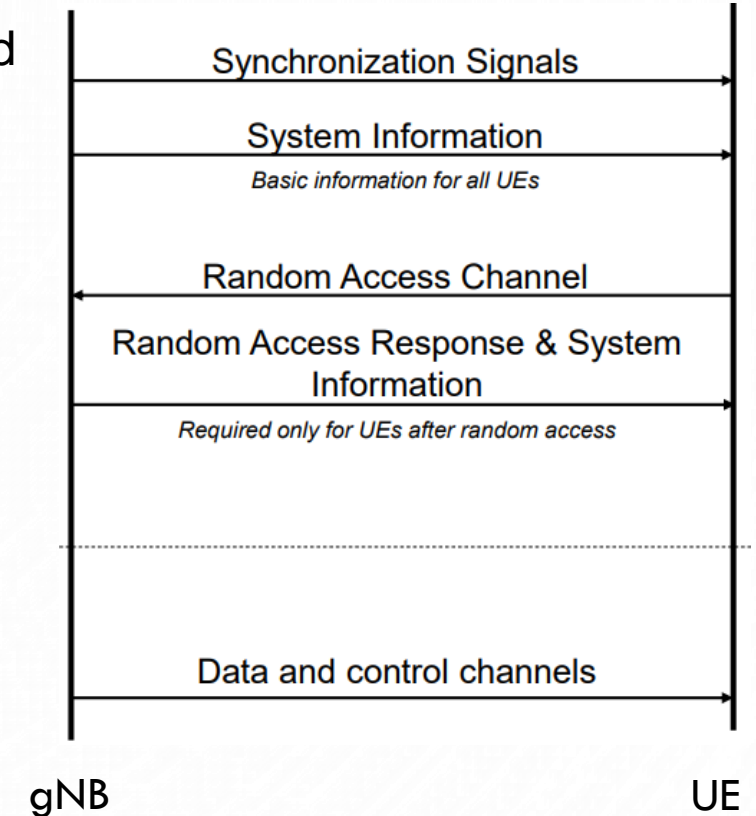 d
Synchronization Signals
System Information
Basic information for all UEs
Random Access Channel
Random Access Response & System
Information
Required only for UEs after random access
Data and control channels
gNB
UE